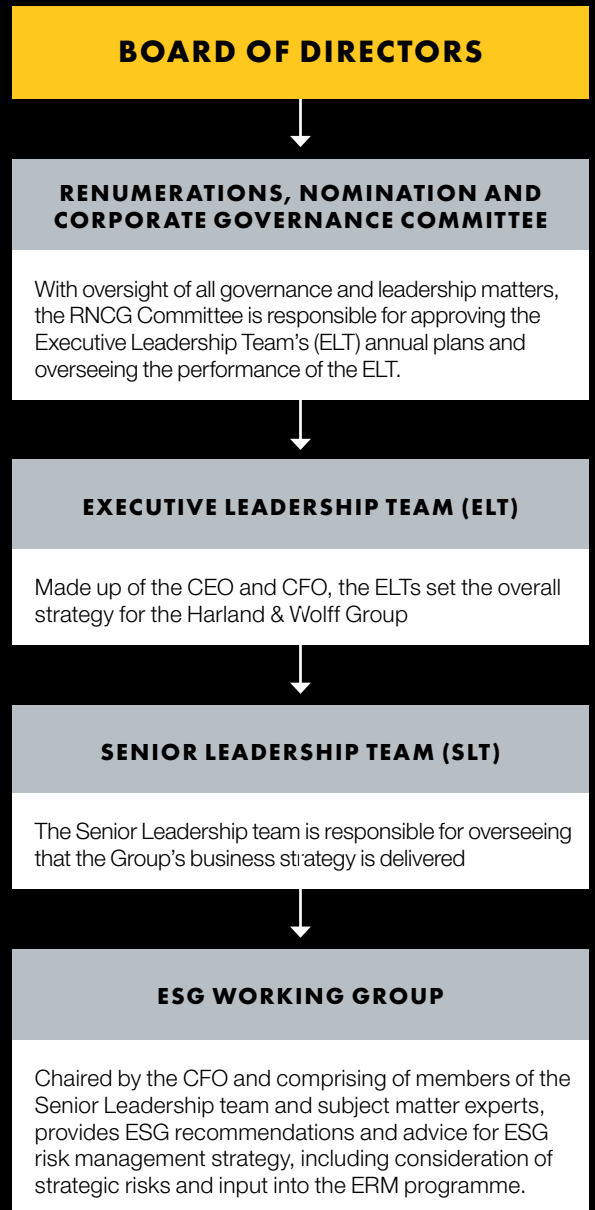 BOARD OF DIRECTORS
RENUMERATIONS, NOMINATION AND
CORPORATE GOVERNANCE COMMITTEE
With oversight of all governance and leadership matters,
the RNCG Committee is responsible for approving the
Executive Leadership Team's (ELT) annual plans and
overseeing the performance of the ELT.
EXECUTIVE LEADERSHIP TEAM (ELT)
Made up of the CEO and CFO, the ELTs set the overall
strategy for the Harland & Wolff Group
SENIOR LEADERSHIP TEAM (SLT)
The Senior Leadership team is responsible for overseeing
that the Group's business strategy is delivered
ESG WORKING GROUP
Chaired by the CFO and comprising of members of the
Senior Leadership team and subject matter experts,
provides ESG recommendations and advice for ESG
risk management strategy, including consideration of
strategic risks and input into the ERM programme.